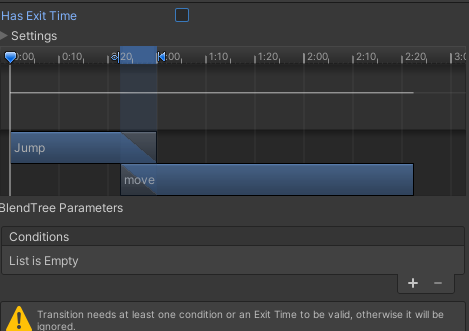 Has Exit Time
Settings
0:00 0:10 :20 :00 1:10 1:20 2:00 2:10 2:20 3:0
Jump
move
BlendTree Parameters
Conditions
List is Empty
+ −
Transition needs at least one condition or an Exit Time to be valid, otherwise it will be
ignored.